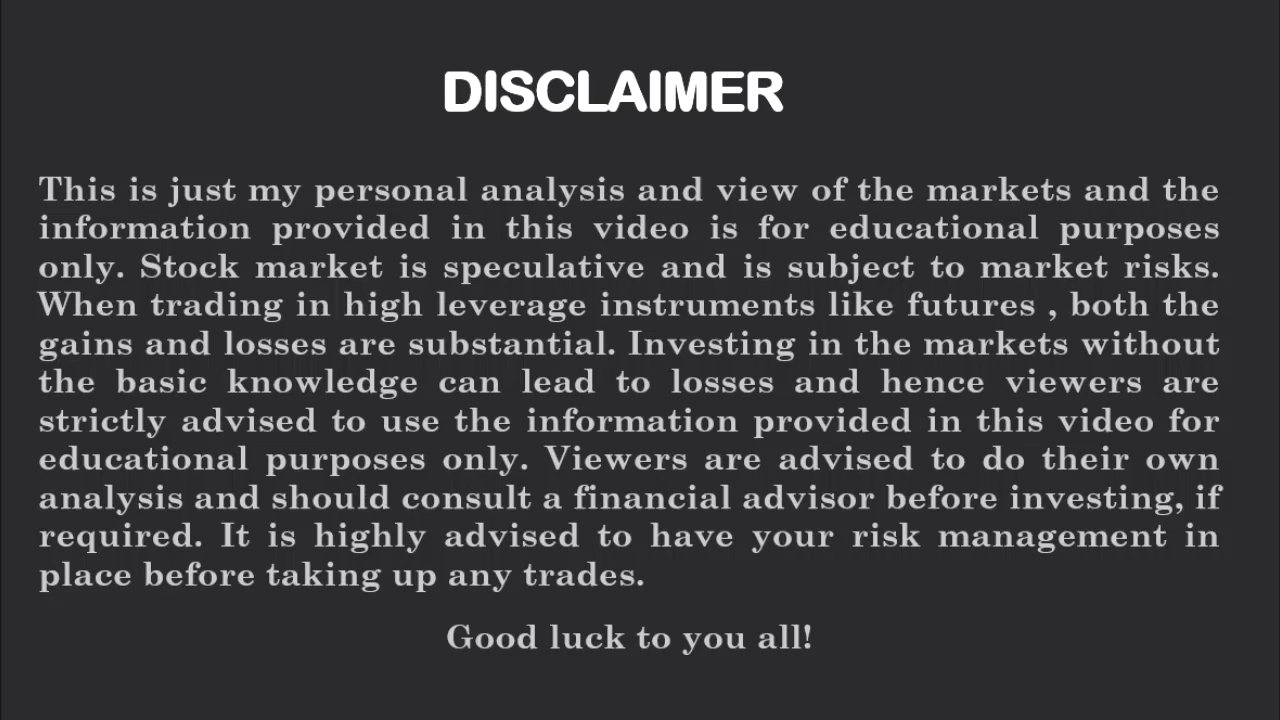 DISCLAIMER
This is just my personal analysis and view of the markets and the
information provided in this video is for educational purposes
only. Stock market is speculative and is subject to market risks.
When trading in high leverage instruments like futures , both the
gains and losses are substantial. Investing in the markets without
the basic knowledge can lead to losses and hence viewers are
strictly advised to use the information provided in this video for
educational purposes only. Viewers are advised to do their own
analysis and should consult a financial advisor before investing, if
required. It is highly advised to have your risk management in
place before taking up any trades.
Good luck to you all!